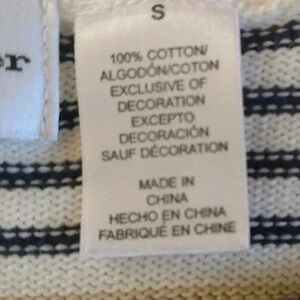 S
100% COTTON/
ALGODÓN/COTON
EXCLUSIVE OF
DECORATION
EXCEPTO
DECORACIÓN
SAUF DÉCORATION
MADE IN
CHINA
HECHO EN CHINA
FABRIQUÉ EN CHINE